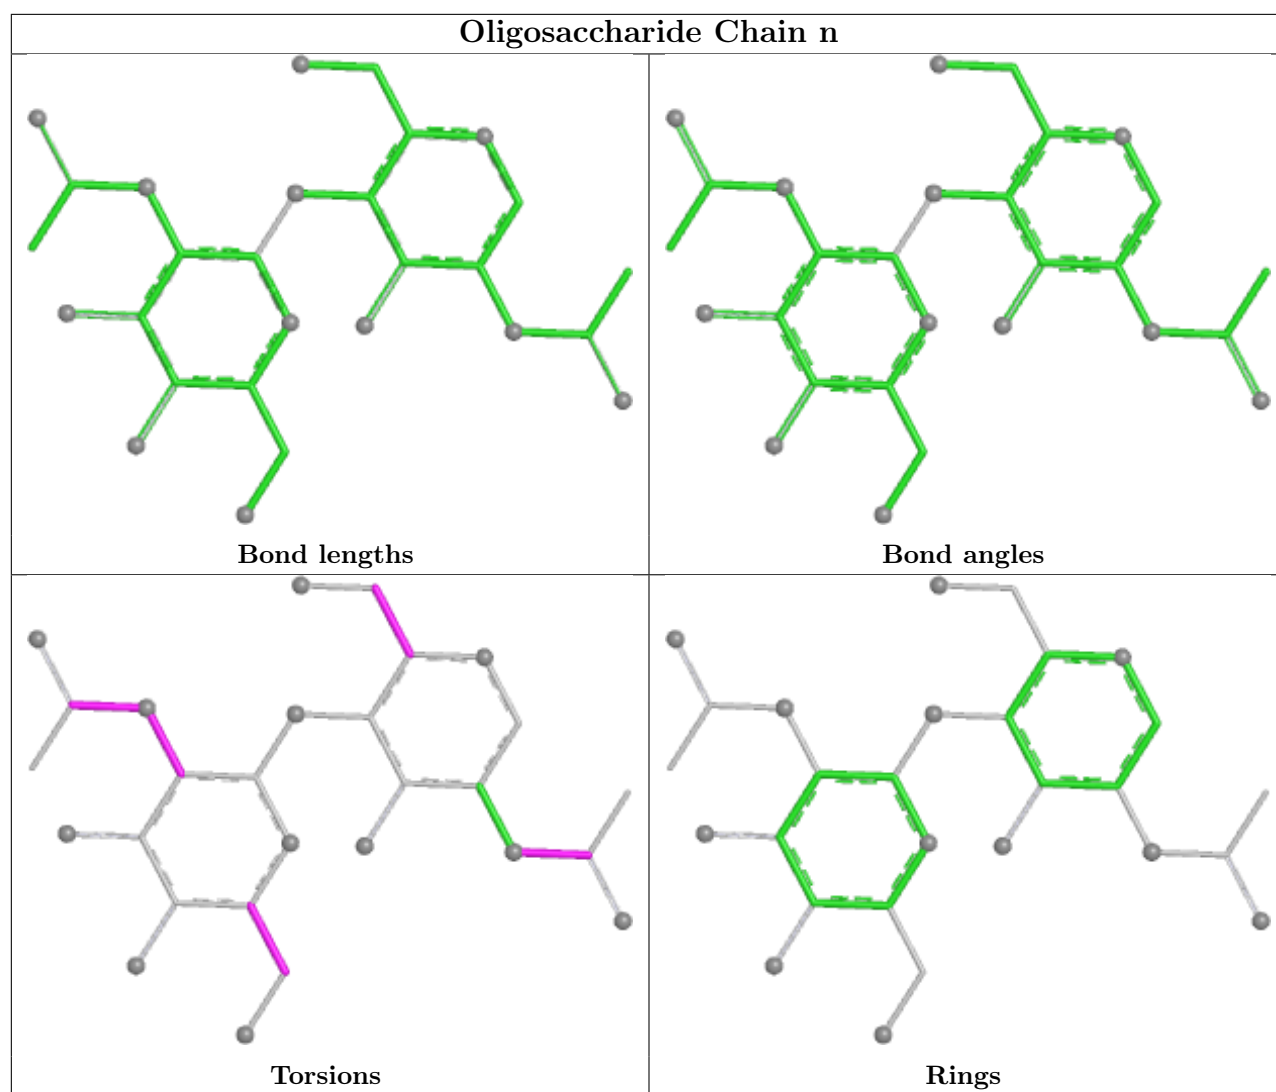 Oligosaccharide Chain n
Bond lengths
Bond angles
Torsions
Rings